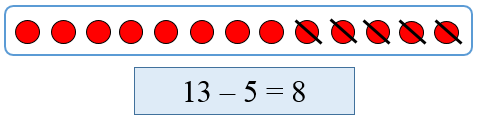 13 – 5 = 8